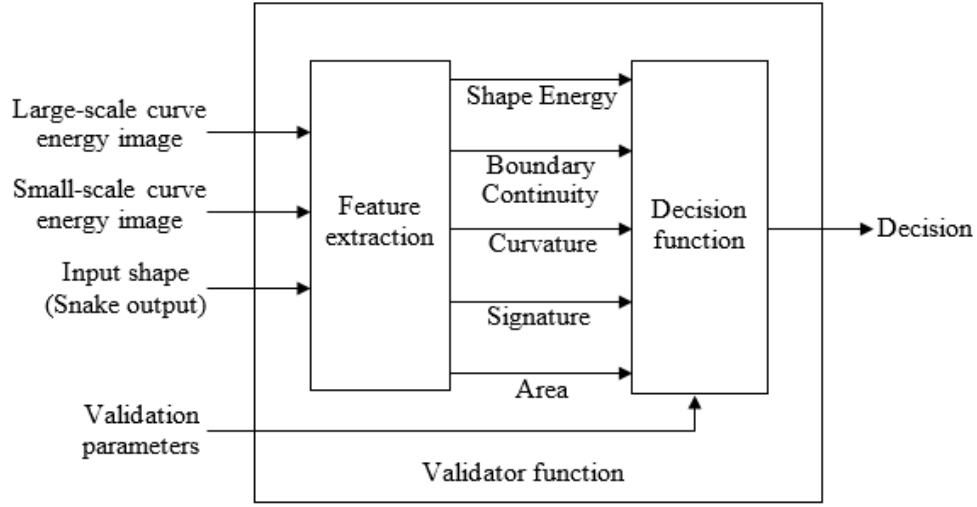 Large-scale curve
energy image
Small-scale curve
energy image
Input shape
(Snake output)
Validation
parameters
Feature
extraction
Shape Energy
Boundary
Continuity
Curvature
Signature
Area
Decision
function
Decision
Validator function